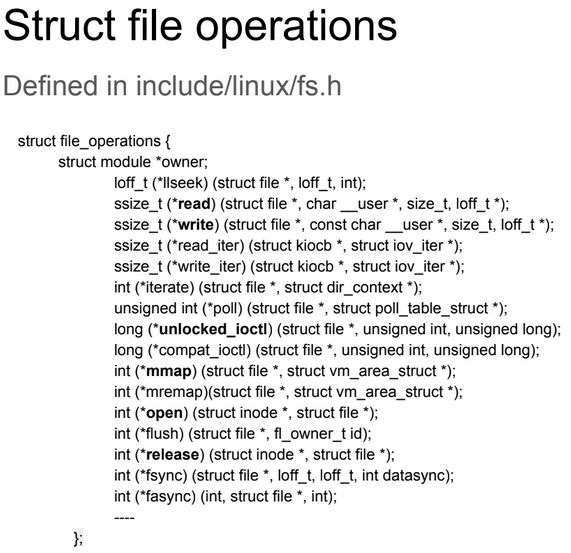 Struct file operations
Defined in include/linux/fs.h
struct file_operations {
struct module *owner;
loff_t (*llseek) (struct file *, loff_t, int);
ssize_t (*read) (struct file *, char __user *, size_t, loff_t *);
ssize_t (*write) (struct file *, const char __user *, size_t, loff_t *);
ssize_t (*read_iter) (struct kiocb *, struct iov_iter *);
ssize_t (*write_iter) (struct kiocb *, struct iov_iter *);
int (*iterate) (struct file *, struct dir_context *);
unsigned int (*poll) (struct file *, struct poll_table_struct *);
long (*unlocked_ioctl) (struct file *, unsigned int, unsigned long);
long (*compat_ioctl) (struct file *, unsigned int, unsigned long);
int (*mmap) (struct file *, struct vm_area_struct *);
int (*mremap)(struct file *, struct vm_area_struct *);
int (*open) (struct inode *, struct file *);
int (*flush) (struct file *, fl_owner_t id);
int (*release) (struct inode *, struct file *);
int (*fsync) (struct file *, loff_t, loff_t, int datasync);
int (*fasync) (int, struct file *, int);
----
};